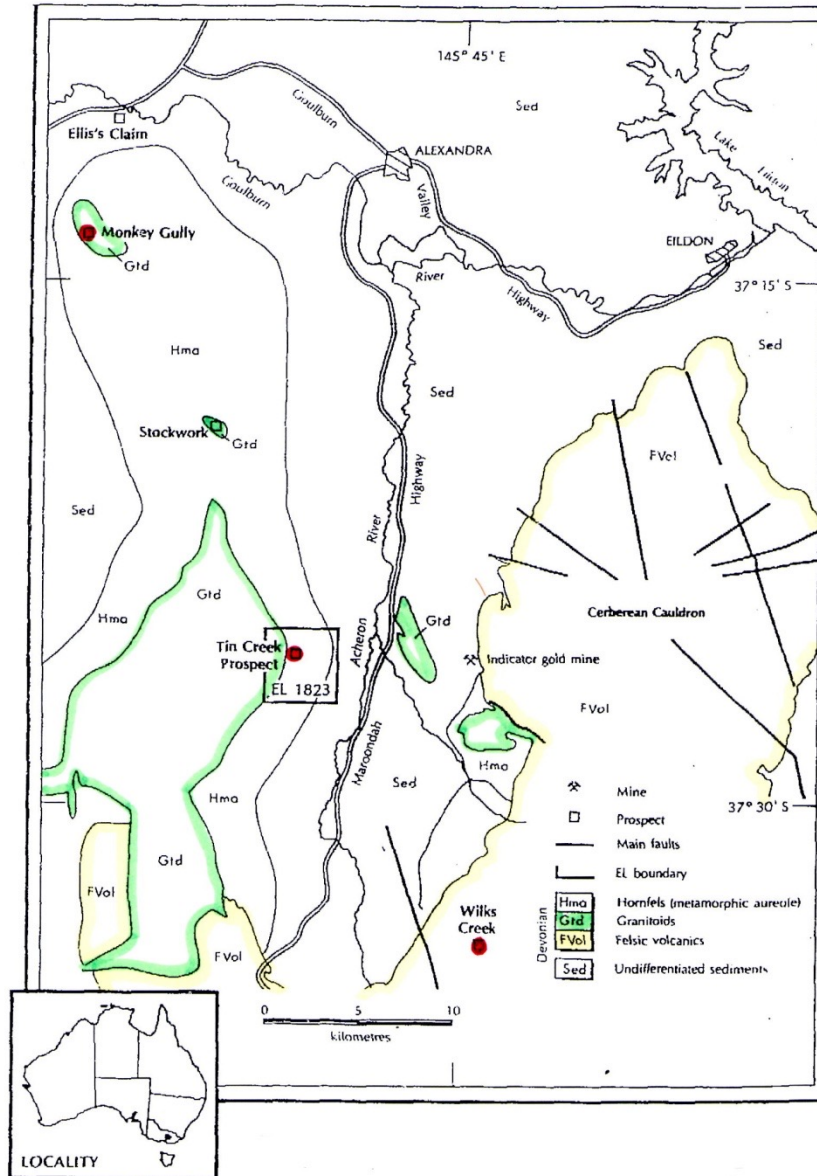 145° 45' E
Goulburn
Sed
Ellis's Claim
ALEXANDRA
Lake
Goulburn
Valley
Monkey Gully
EILDON
Gtd
River
Highway
37° 15' S
Sed
Hma
Sed
FVol
Stockwork
Gtd
Highway
Sed
River
Gtd
Hma
Gtd
Cerberean Cauldron
Tin Creek
Prospect
Acheron
Indicator gold mine
EL 1823
FVol
Maroondah
Hma
Sed
Mine
Hma
37° 30' S
Prospect
Main faults
Gtd
EL boundary
FVol
Wilks
Creek
Devonian
Hma Hornfels (metamorphic aureole)
Gtd Granitoids
FVol Felsic volcanics
Sed Undifferentiated sediments
FVol
0 5 10
kilometres
LOCALITY